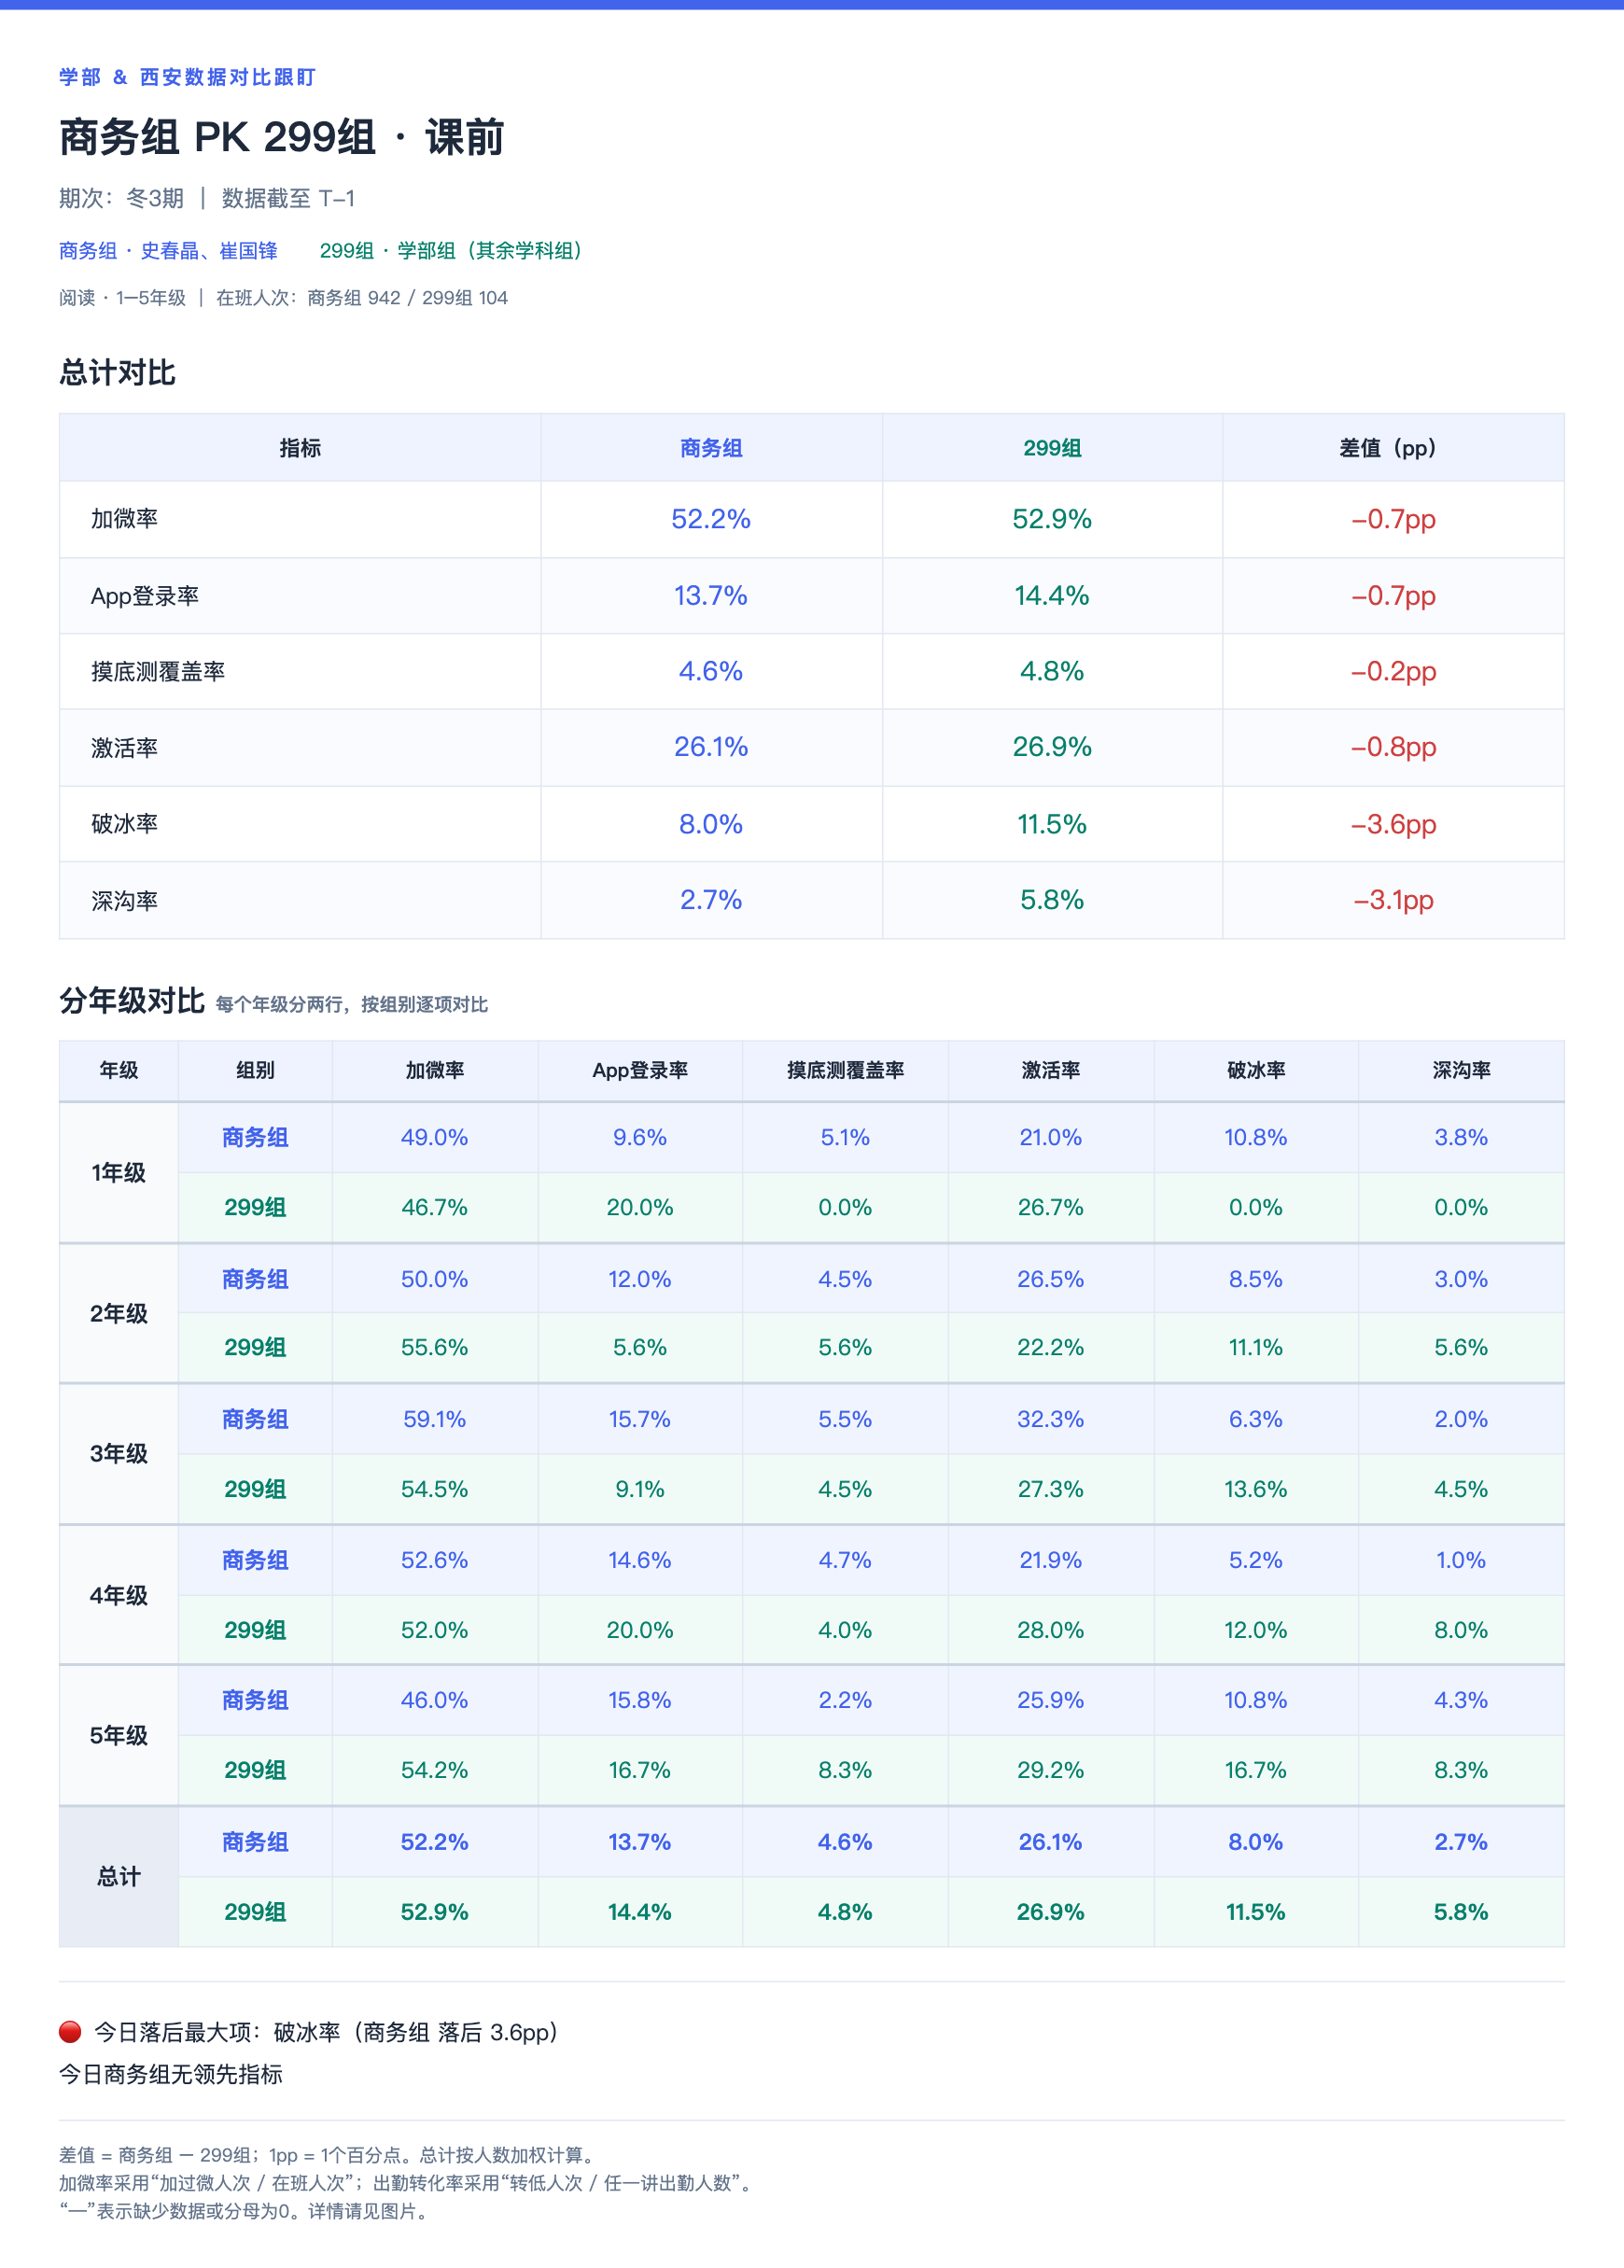 学部 & 西安数据对比跟盯
商务组 PK 299组 · 课前
期次：冬3期 ｜ 数据截至 T–1
商务组 · 史春晶、崔国锋 299组 · 学部组（其余学科组）
阅读 · 1—5年级 ｜ 在班人次：商务组 942 / 299组 104
总计对比
指标 商务组 299组 差值（pp）
加微率 52.2% 52.9% –0.7pp
App登录率 13.7% 14.4% –0.7pp
摸底测覆盖率 4.6% 4.8% –0.2pp
激活率 26.1% 26.9% –0.8pp
破冰率 8.0% 11.5% –3.6pp
深沟率 2.7% 5.8% –3.1pp
分年级对比 每个年级分两行，按组别逐项对比
年级 组别 加微率 App登录率 摸底测覆盖率 激活率 破冰率 深沟率
1年级
商务组 49.0% 9.6% 5.1% 21.0% 10.8% 3.8%
299组 46.7% 20.0% 0.0% 26.7% 0.0% 0.0%
2年级
商务组 50.0% 12.0% 4.5% 26.5% 8.5% 3.0%
299组 55.6% 5.6% 5.6% 22.2% 11.1% 5.6%
3年级
商务组 59.1% 15.7% 5.5% 32.3% 6.3% 2.0%
299组 54.5% 9.1% 4.5% 27.3% 13.6% 4.5%
4年级
商务组 52.6% 14.6% 4.7% 21.9% 5.2% 1.0%
299组 52.0% 20.0% 4.0% 28.0% 12.0% 8.0%
5年级
商务组 46.0% 15.8% 2.2% 25.9% 10.8% 4.3%
299组 54.2% 16.7% 8.3% 29.2% 16.7% 8.3%
总计
商务组 52.2% 13.7% 4.6% 26.1% 8.0% 2.7%
299组 52.9% 14.4% 4.8% 26.9% 11.5% 5.8%
今日落后最大项：破冰率（商务组 落后 3.6pp）
今日商务组无领先指标
差值 = 商务组 — 299组；1pp = 1个百分点。总计按人数加权计算。
加微率采用“加过微人次 / 在班人次”；出勤转化率采用“转低人次 / 任一讲出勤人数”。
“—”表示缺少数据或分母为0。详情请见图片。